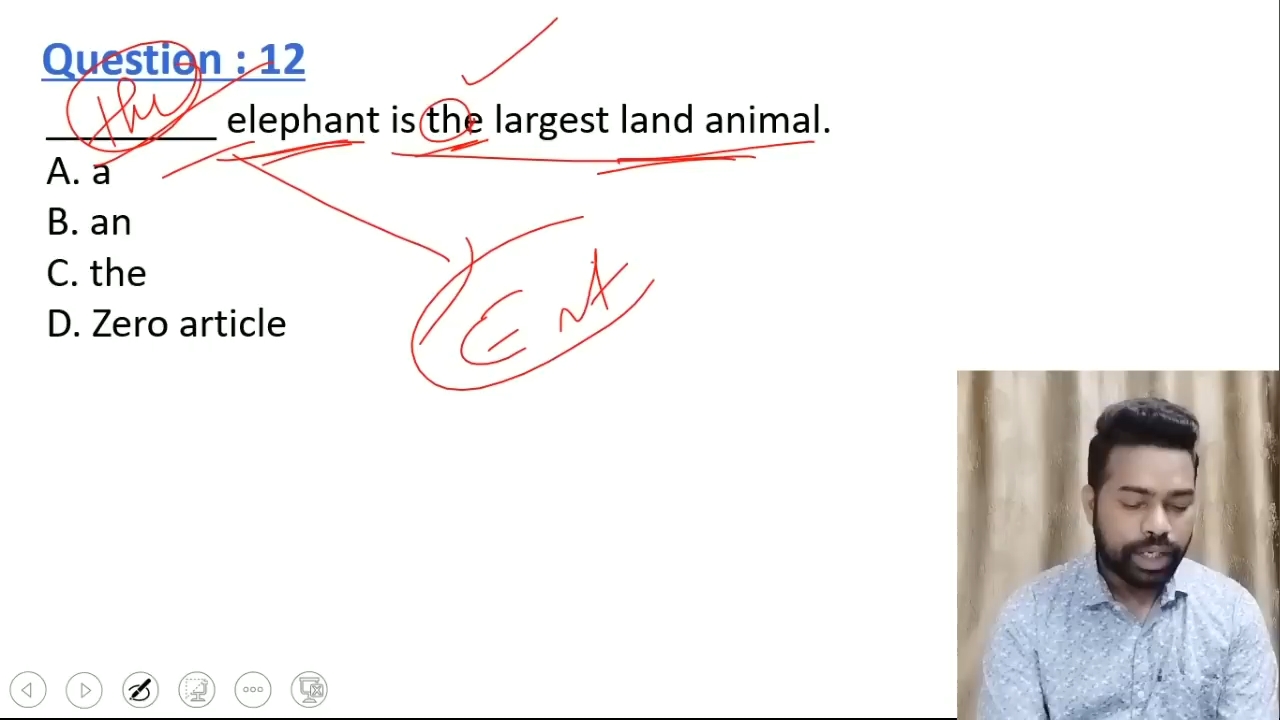 Question : 12
the
_________ elephant is the largest land animal.
A. a
B. an
C. the
D. Zero article